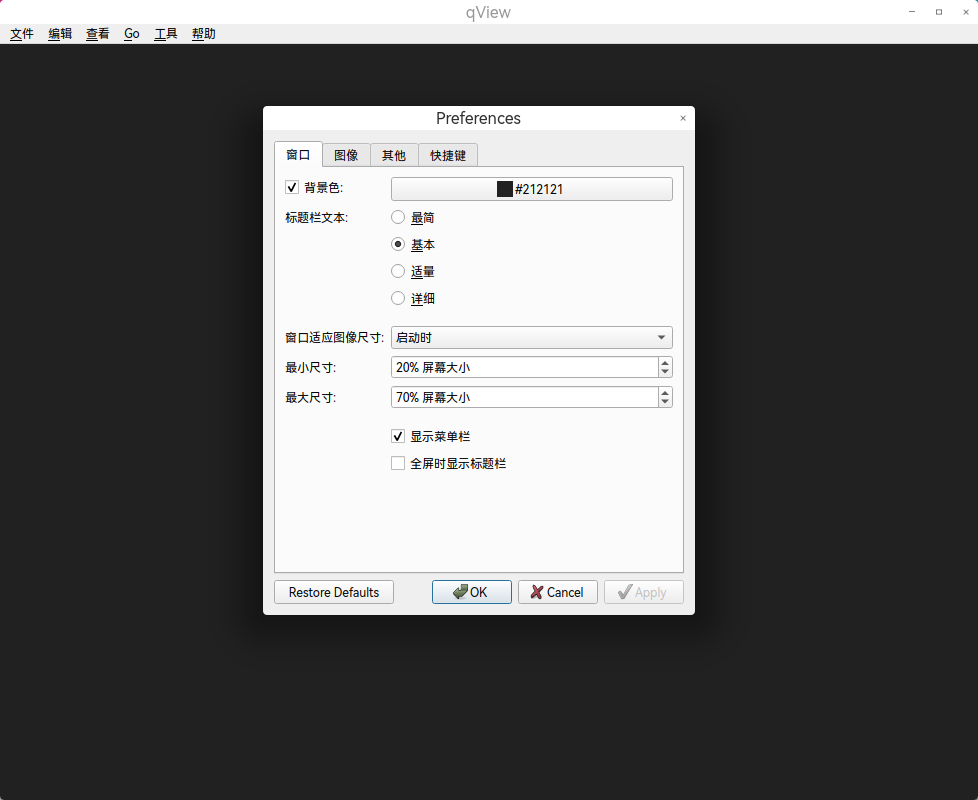 qView
文件 编辑 查看 Go 工具 帮助
Preferences
窗口 图像 其他 快捷键
背景色: #212121
标题栏文本: 最简
基本
适量
详细
窗口适应图像尺寸: 启动时
最小尺寸: 20% 屏幕大小
最大尺寸: 70% 屏幕大小
显示菜单栏
全屏时显示标题栏
Restore Defaults OK Cancel Apply